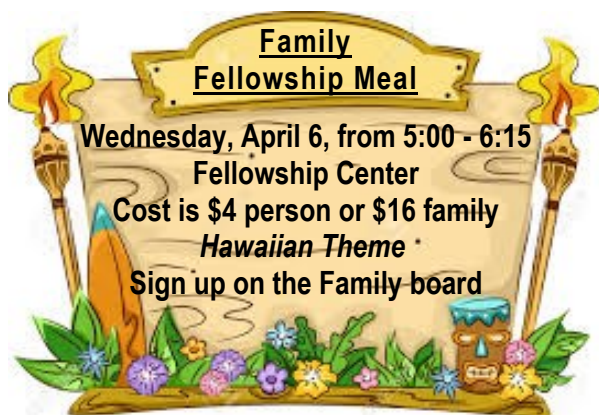 Family
Fellowship Meal
Wednesday, April 6, from 5:00 - 6:15
Fellowship Center
Cost is $4 person or $16 family
Hawaiian Theme
Sign up on the Family board